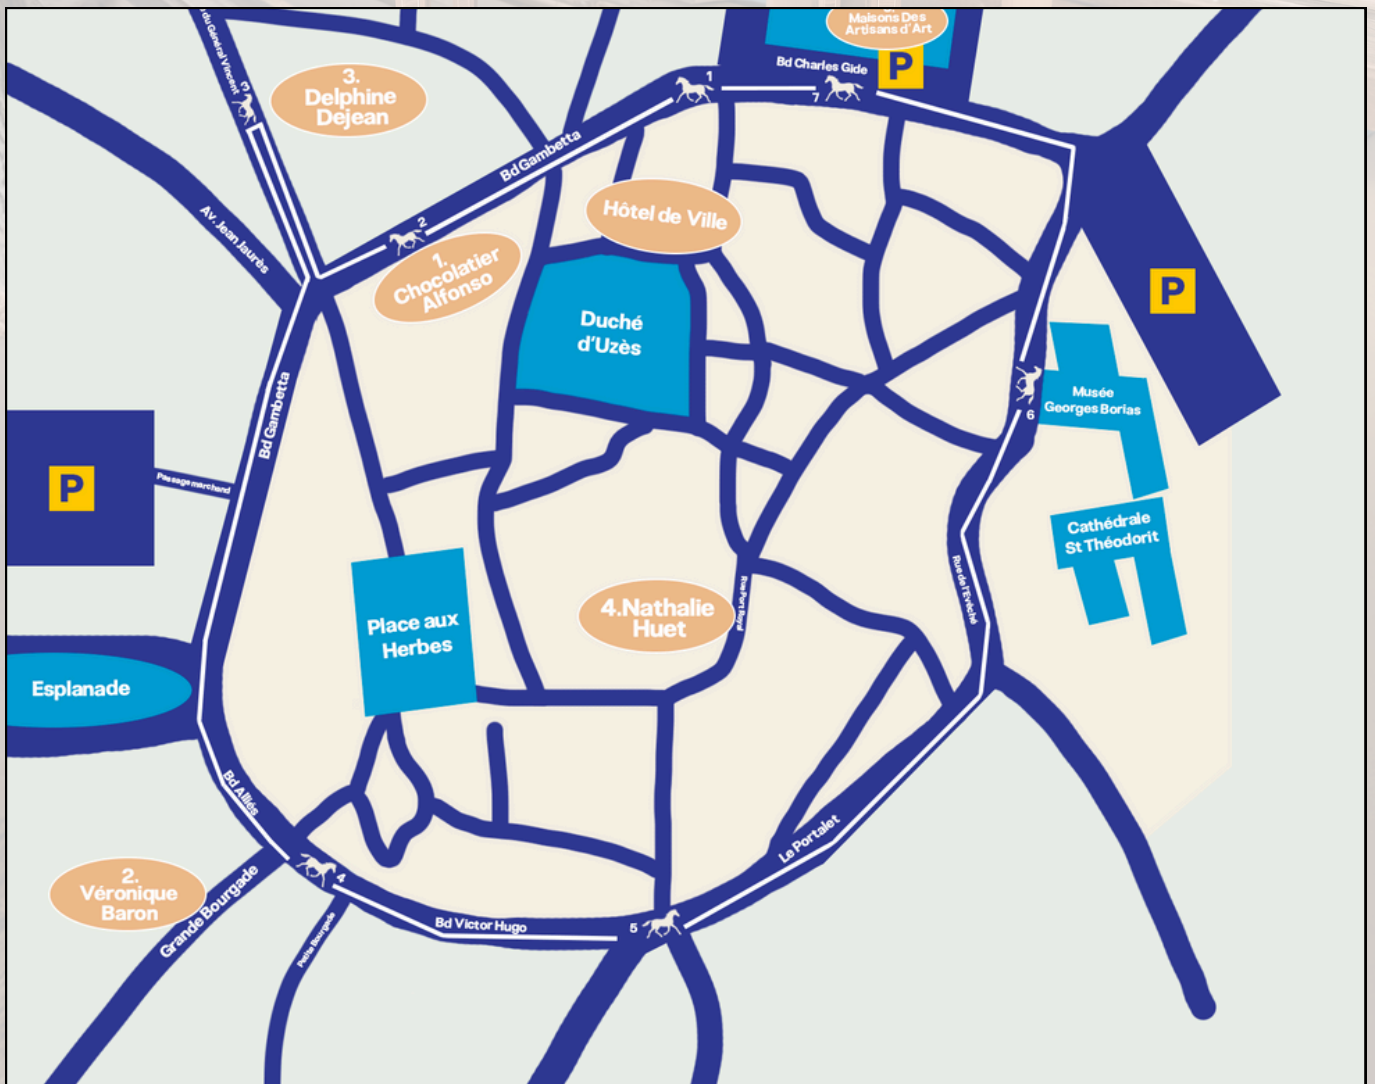 Maisons Des
Artisans d'Art
du Général Vincent
3
3.
Delphine
Dejean
1
Bd Charles Gide
7
P
Bd Gambetta
Av. Jean Jaurès
2
1.
Chocolatier
Alfonso
Hôtel de Ville
Duché
d'Uzès
P
Musée
Georges Borias
6
Bd Gambetta
P
Passage marchand
Cathédrale
St Théodorit
Rue de l'Evêché
Place aux
Herbes
4.Nathalie
Huet
Rue Port Royal
Esplanade
Bd Alliés
Le Portalet
2.
Véronique
Baron
Grande Bourgade
4
Petite Bourgade
Bd Victor Hugo
5